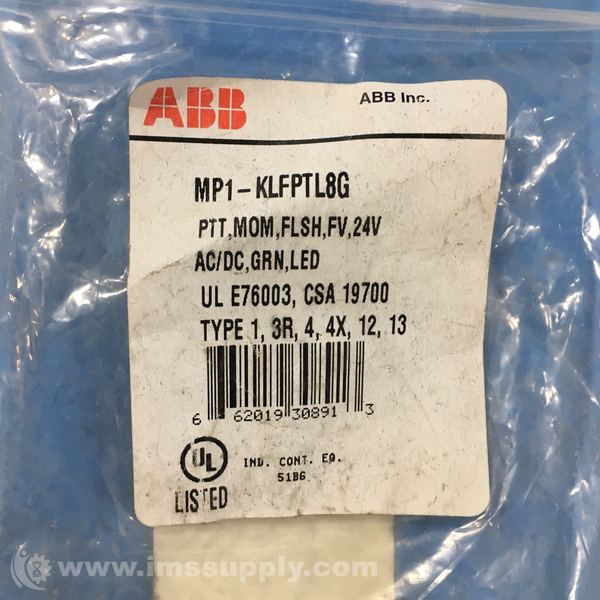 ABB
ABB Inc.
MP1-KLFPTL8G
PTT,MOM,FLSH,FV,24V
AC/DC,GRN,LED
UL E76003, CSA 19700
TYPE 1, 3R, 4, 4X, 12, 13
6 62019 30891 3
UL
IND. CONT. EQ.
51B6
LISTED
www.imssupply.com